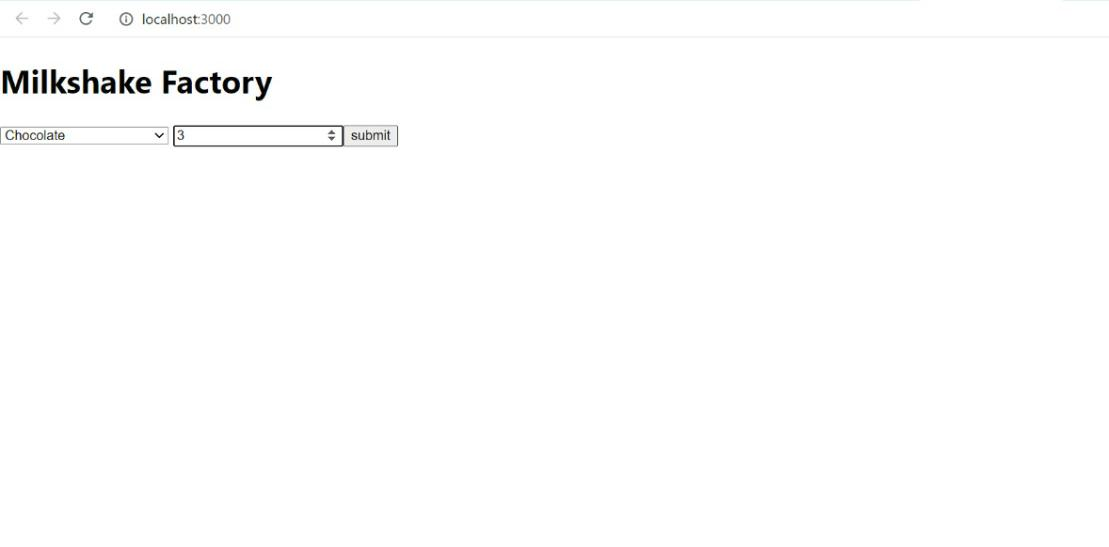 localhost:3000
Milkshake Factory
Chocolate 3 submit